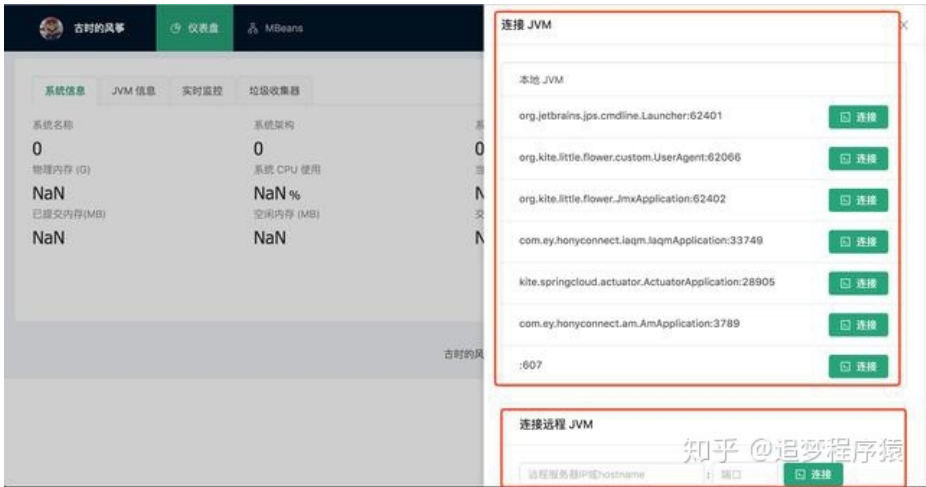 古时的风筝
仪表盘
MBeans
系统信息
JVM 信息
实时监控
垃圾收集器
系统名称
系统架构
系
0
0
0
物理内存 (G)
系统 CPU 使用
当
NaN
NaN %
N
已提交内存(MB)
空闲内存 (MB)
交
NaN
NaN
N
古时的风
连接 JVM
本地 JVM
org.jetbrains.jps.cmdline.Launcher:62401
连接
org.kite.little.flower.custom.UserAgent:62066
连接
org.kite.little.flower.JmxApplication:62402
连接
com.ey.honyconnect.iaqm.IaqmApplication:33749
连接
kite.springcloud.actuator.ActuatorApplication:28905
连接
com.ey.honyconnect.am.AmApplication:3789
连接
:607
连接
连接远程 JVM
远程服务器IP或hostname
:
端口
连接
知乎 @追梦程序猿